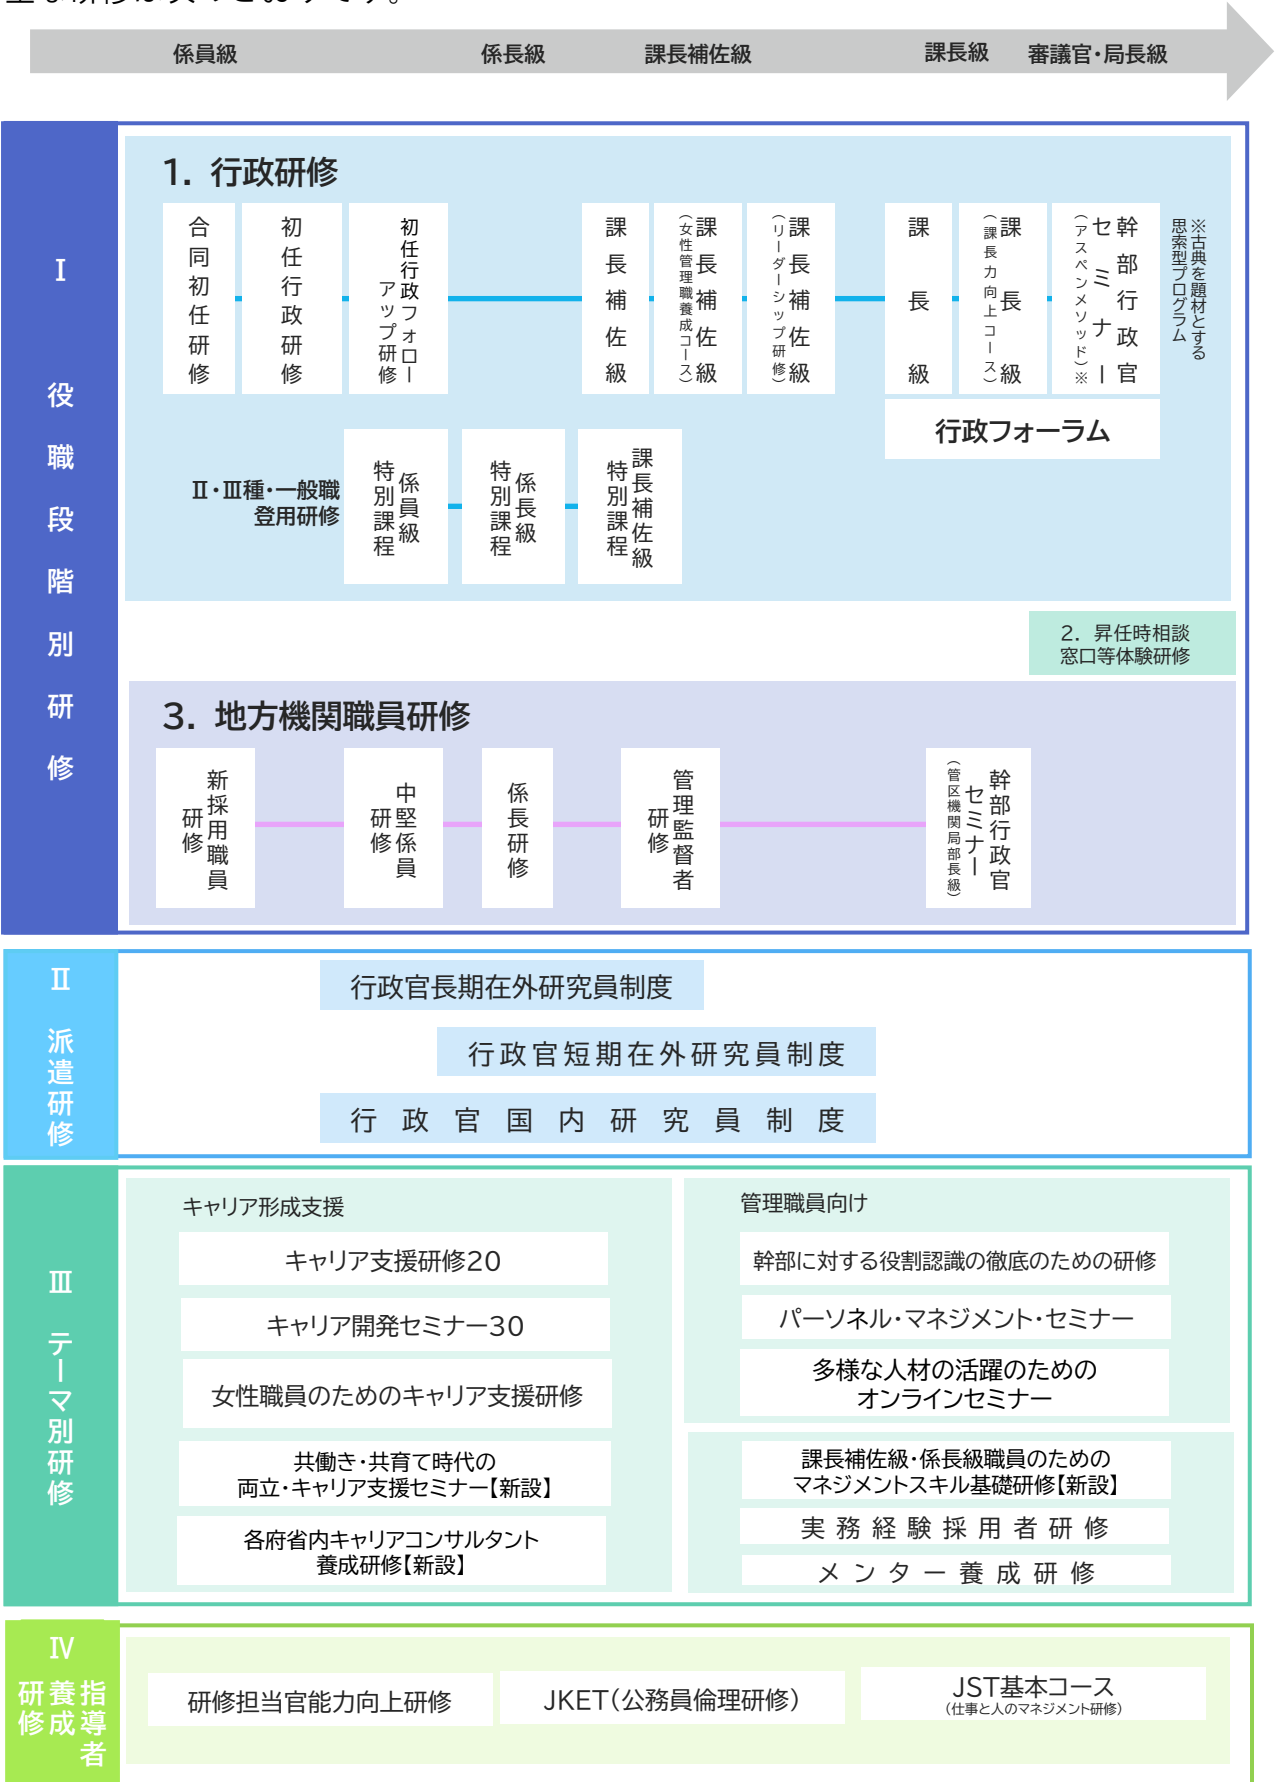 係員級 係長級 課長補佐級 課長級 審議官・局長級
Ⅰ 役職段階別研修
1. 行政研修
合同初任研修
初任行政研修
初任行政フォロー
アップ研修
課長補佐級
課長補佐級
(女性管理職養成コース)
課長補佐級
(リーダーシップ研修)
課長級
課長級
(課長力向上コース)
幹部行政官
セミナー
(アスペンメソッド)※
※古典を題材とする
思索型プログラム
行政フォーラム
Ⅱ・Ⅲ種・一般職
登用研修
係員級
特別課程
係長級
特別課程
課長補佐級
特別課程
2. 昇任時相談
窓口等体験研修
3. 地方機関職員研修
新採用職員
研修
中堅係員
研修
係長研修
管理監督者
研修
幹部行政官
セミナー
(管区機関局部長級)
Ⅱ 派遣研修
行政官長期在外研究員制度
行政官短期在外研究員制度
行政官国内研究員制度
Ⅲ テーマ別研修
キャリア形成支援
キャリア支援研修20
キャリア開発セミナー30
女性職員のためのキャリア支援研修
共働き・共育て時代の
両立・キャリア支援セミナー【新設】
各府省内キャリアコンサルタント
養成研修【新設】
管理職員向け
幹部に対する役割認識の徹底のための研修
パーソネル・マネジメント・セミナー
多様な人材の活躍のための
オンラインセミナー
課長補佐級・係長級職員のための
マネジメントスキル基礎研修【新設】
実務経験採用者研修
メンター養成研修
Ⅳ
指導者
養成
研修
研修担当官能力向上研修
JKET(公務員倫理研修)
JST基本コース
(仕事と人のマネジメント研修)